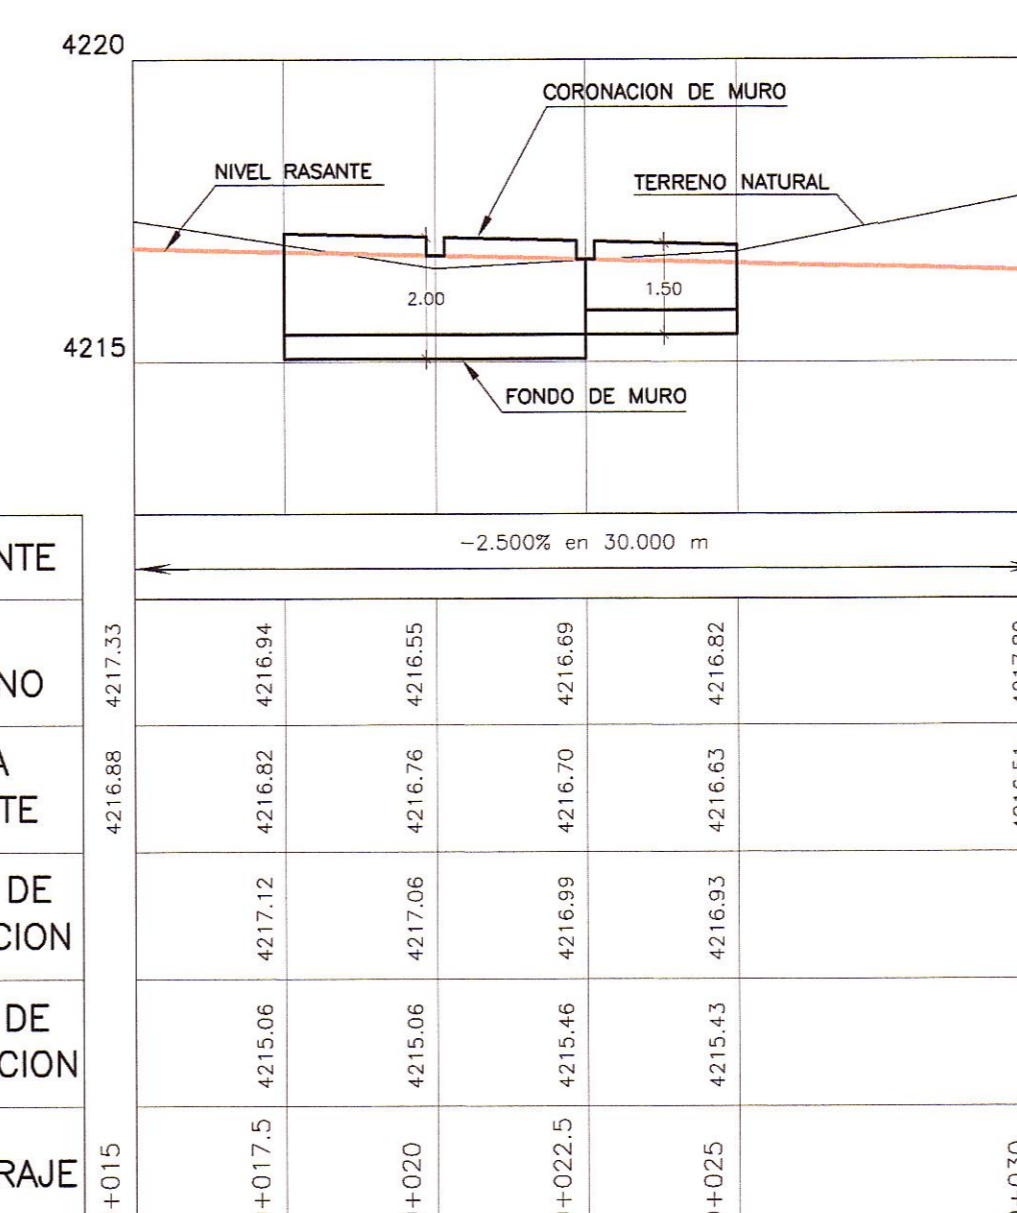 4220
CORONACION DE MURO
NIVEL RASANTE
TERRENO NATURAL
2.00
1.50
4215
FONDO DE MURO
NTE
-2.500% en 30.000 m
NO
4217.33
4216.94
4216.55
4216.69
4216.82
A
TE
4216.88
4216.82
4216.76
4216.70
4216.63
DE
CION
4217.12
4217.06
4216.99
4216.93
DE
CION
4215.06
4215.06
4215.46
4215.43
RAJE
+015
+017.5
+020
+022.5
+025
+030